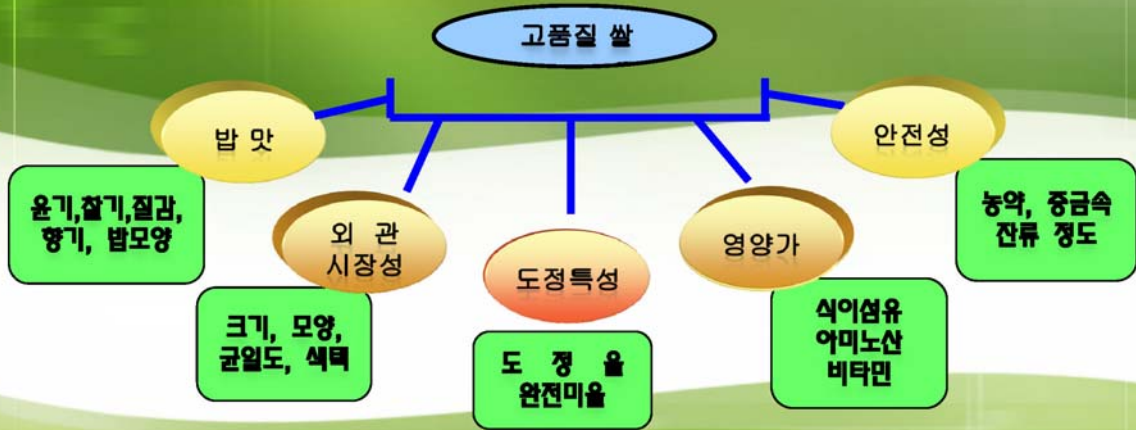 고품질 쌀
밥 맛
윤기,찰기,질감,
향기, 밥모양
외 관
시장성
크기, 모양,
균일도, 색택
도정특성
도 정 율
완전미율
영양가
식이섬유
아미노산
비타민
안전성
농약, 중금속
잔류 정도